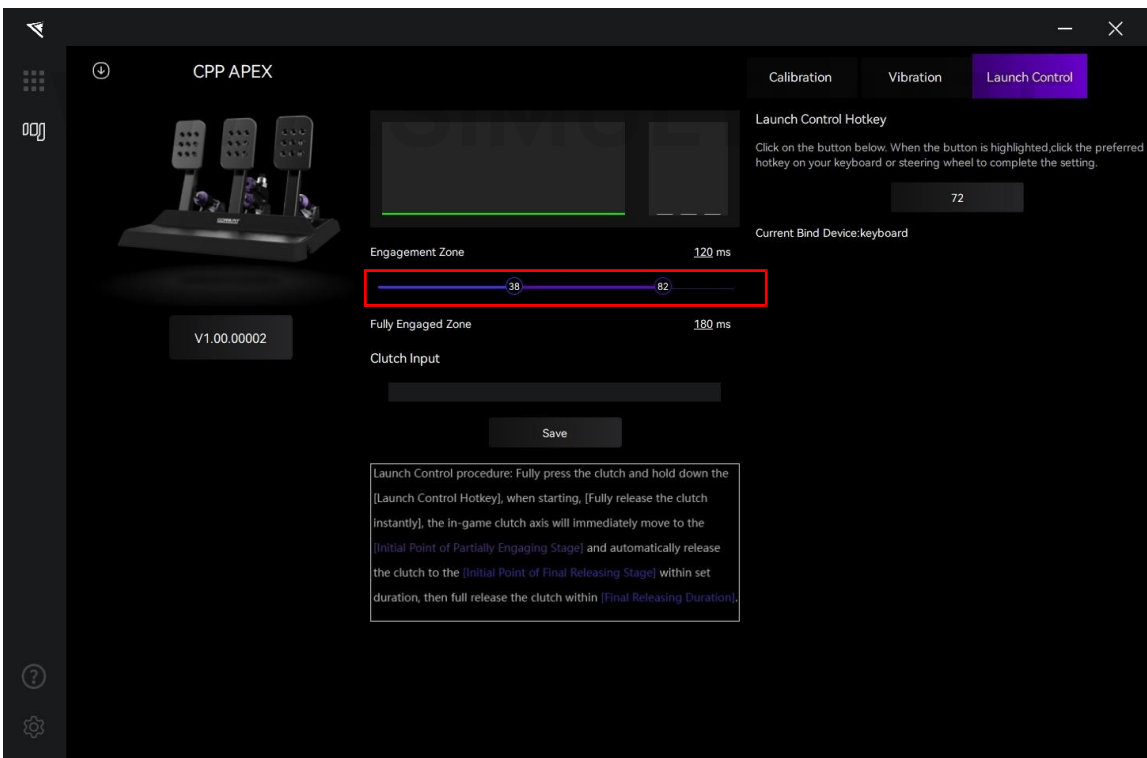 CPP APEX
Calibration
Vibration
Launch Control
Launch Control Hotkey
Click on the button below. When the button is highlighted,click the preferred
hotkey on your keyboard or steering wheel to complete the setting.
72
Current Bind Device:keyboard
V1.00.00002
Engagement Zone
120 ms
38
82
Fully Engaged Zone
180 ms
Clutch Input
Save
Launch Control procedure: Fully press the clutch and hold down the
[Launch Control Hotkey], when starting, [Fully release the clutch
instantly], the in-game clutch axis will immediately move to the
[Initial Point of Partially Engaging Stage] and automatically release
the clutch to the [Initial Point of Final Releasing Stage] within set
duration, then full release the clutch within [Final Releasing Duration].